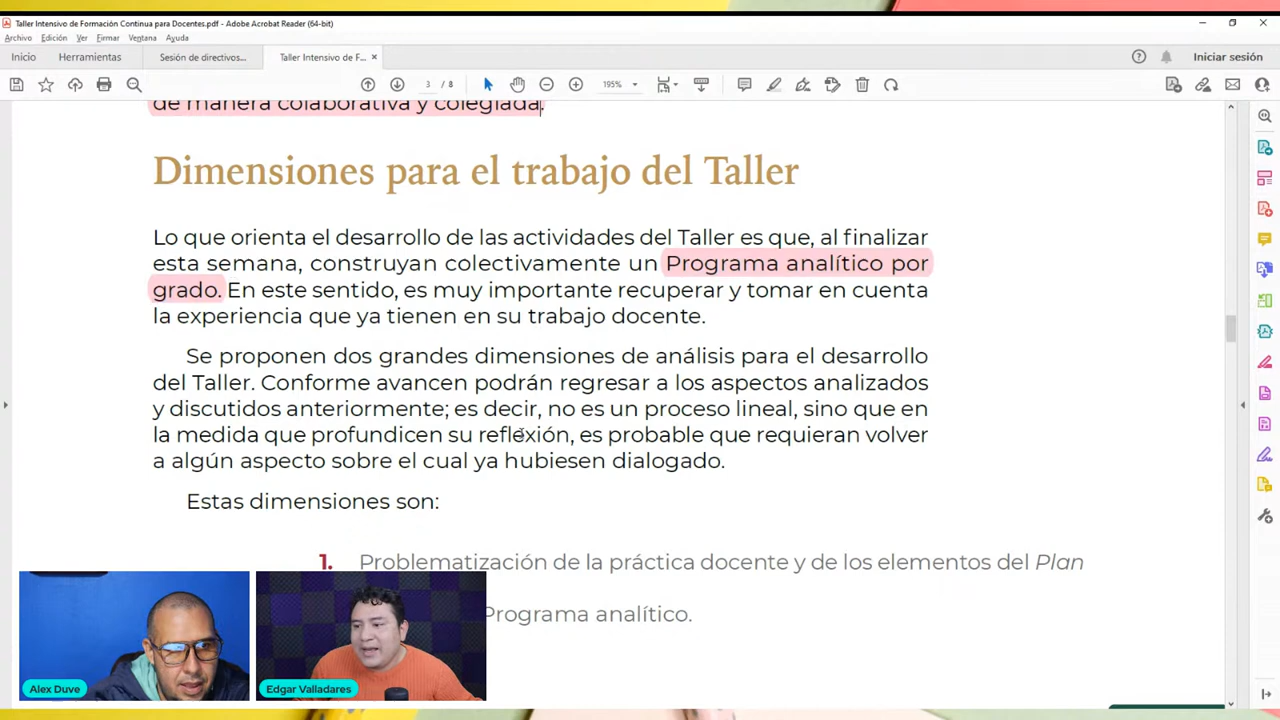 Taller Intensivo de Formación Continua para Docentes.pdf - Adobe Acrobat Reader (64-bit)
Archivo Edición Ver Firmar Ventana Ayuda
Inicio Herramientas Sesión de directivos... Taller Intensivo de F... × Iniciar sesión
3 / 8 195%
de manera colaborativa y colegiada.
Dimensiones para el trabajo del Taller
Lo que orienta el desarrollo de las actividades del Taller es que, al finalizar
esta semana, construyan colectivamente un Programa analítico por
grado. En este sentido, es muy importante recuperar y tomar en cuenta
la experiencia que ya tienen en su trabajo docente.
Se proponen dos grandes dimensiones de análisis para el desarrollo
del Taller. Conforme avancen podrán regresar a los aspectos analizados
y discutidos anteriormente; es decir, no es un proceso lineal, sino que en
la medida que profundicen su reflexión, es probable que requieran volver
a algún aspecto sobre el cual ya hubiesen dialogado.
Estas dimensiones son:
1. Problematización de la práctica docente y de los elementos del Plan
Programa analítico.
Alex Duve Edgar Valladares